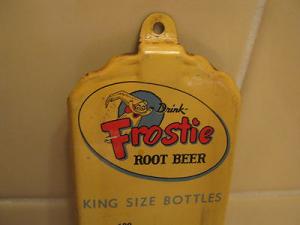 Drink
Frostie
ROOT BEER
KING SIZE BOTTLES